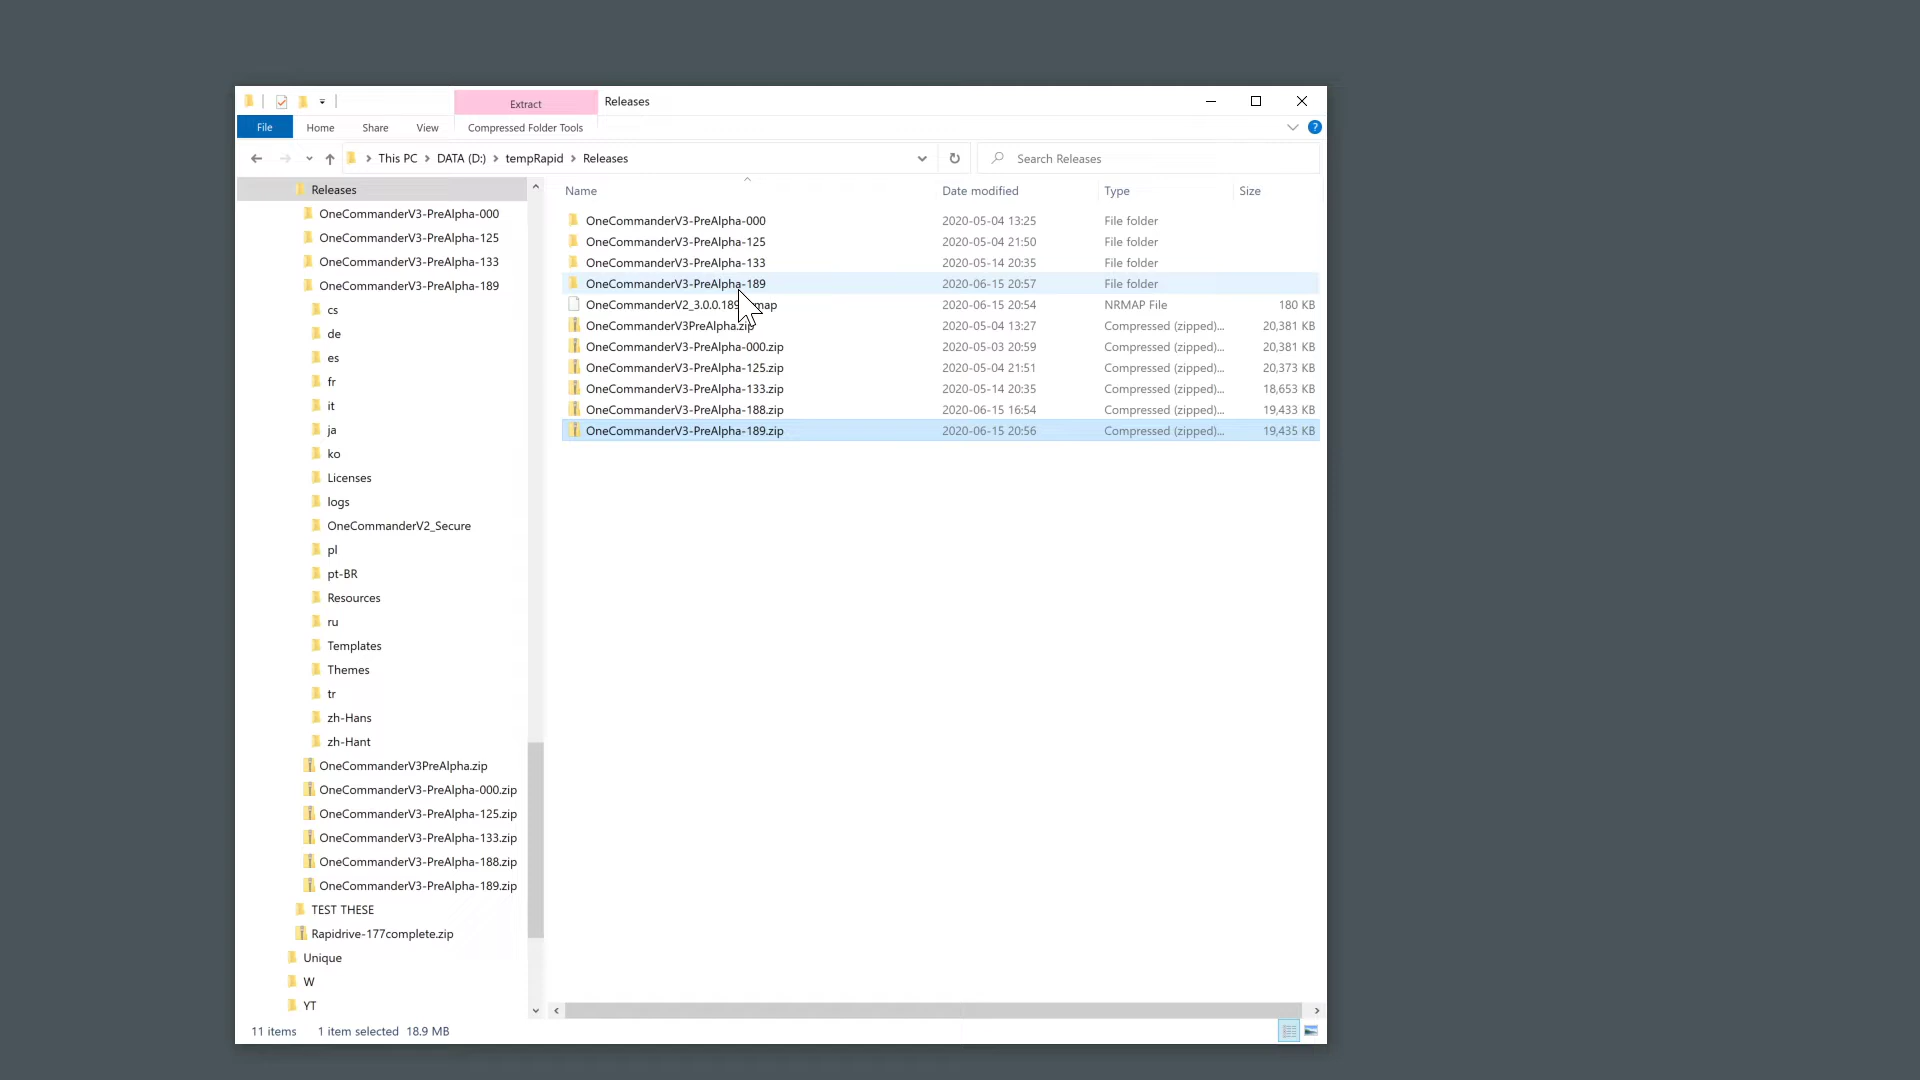 Extract
Releases
File
Home
Share
View
Compressed Folder Tools
?
This PC > DATA (D:) > tempRapid > Releases
Search Releases
Releases
OneCommanderV3-PreAlpha-000
OneCommanderV3-PreAlpha-125
OneCommanderV3-PreAlpha-133
OneCommanderV3-PreAlpha-189
cs
de
es
fr
it
ja
ko
Licenses
logs
OneCommanderV2_Secure
pl
pt-BR
Resources
ru
Templates
Themes
tr
zh-Hans
zh-Hant
OneCommanderV3PreAlpha.zip
OneCommanderV3-PreAlpha-000.zip
OneCommanderV3-PreAlpha-125.zip
OneCommanderV3-PreAlpha-133.zip
OneCommanderV3-PreAlpha-188.zip
OneCommanderV3-PreAlpha-189.zip
TEST THESE
Rapidrive-177complete.zip
Unique
W
YT
Name Date modified Type Size
OneCommanderV3-PreAlpha-000 2020-05-04 13:25 File folder
OneCommanderV3-PreAlpha-125 2020-05-04 21:50 File folder
OneCommanderV3-PreAlpha-133 2020-05-14 20:35 File folder
OneCommanderV3-PreAlpha-189 2020-06-15 20:57 File folder
2020-06-15 20:54 NRMAP File 180 KB
OneCommanderV3PreAlpha.zip 2020-05-04 13:27 Compressed (zipped)... 20,381 KB
OneCommanderV3-PreAlpha-000.zip 2020-05-03 20:59 Compressed (zipped)... 20,381 KB
OneCommanderV3-PreAlpha-125.zip 2020-05-04 21:51 Compressed (zipped)... 20,373 KB
OneCommanderV3-PreAlpha-133.zip 2020-05-14 20:35 Compressed (zipped)... 18,653 KB
OneCommanderV3-PreAlpha-188.zip 2020-06-15 16:54 Compressed (zipped)... 19,433 KB
OneCommanderV3-PreAlpha-189.zip 2020-06-15 20:56 Compressed (zipped)... 19,435 KB
11 items 1 item selected 18.9 MB